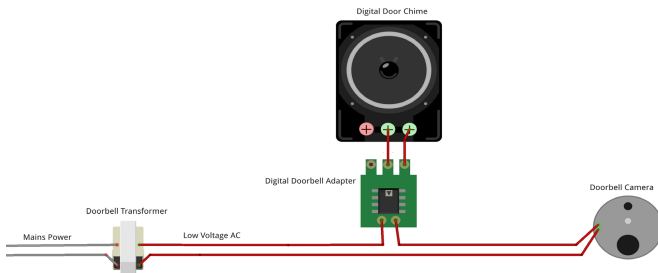 Digital Door Chime
Digital Doorbell Adapter
Doorbell Camera
Doorbell Transformer
Mains Power
Low Voltage AC